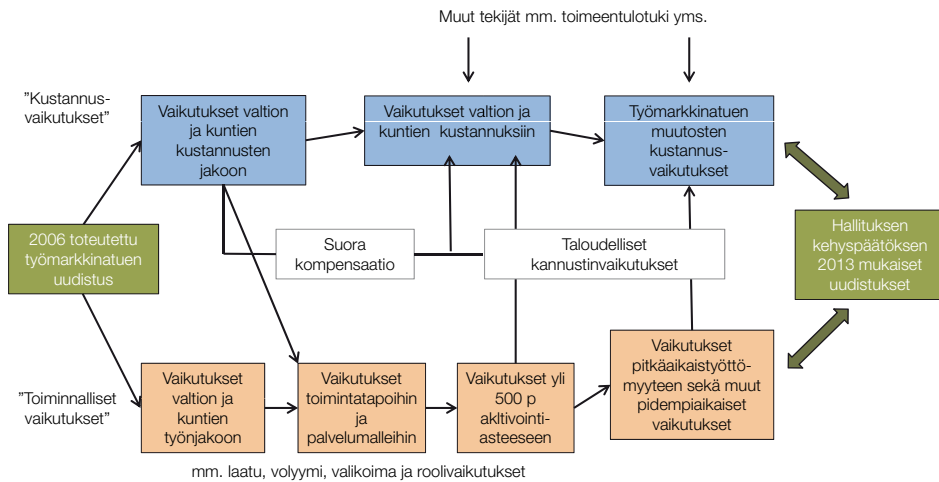 Muut tekijät mm. toimeentulotuki yms.
”Kustannus-
vaikutukset”
Vaikutukset valtion
ja kuntien
kustannusten
jakoon
Vaikutukset valtion ja
kuntien kustannuksiin
Työmarkkinatuen
muutosten
kustannus-
vaikutukset
2006 toteutettu
työmarkkinatuen
uudistus
Suora
kompensaatio
Taloudelliset
kannustinvaikutukset
Hallituksen
kehyspäätöksen
2013 mukaiset
uudistukset
”Toiminnalliset
vaikutukset”
Vaikutukset
valtion ja
kuntien
työnjakoon
Vaikutukset
toimintatapoihin
ja
palvelumalleihin
Vaikutukset yli
500 p
akltivointi-
asteeseen
Vaikutukset
pitkäaikaistyöttö-
myyteen sekä muut
pidempiaikaiset
vaikutukset
mm. laatu, volyymi, valikoima ja roolivaikutukset